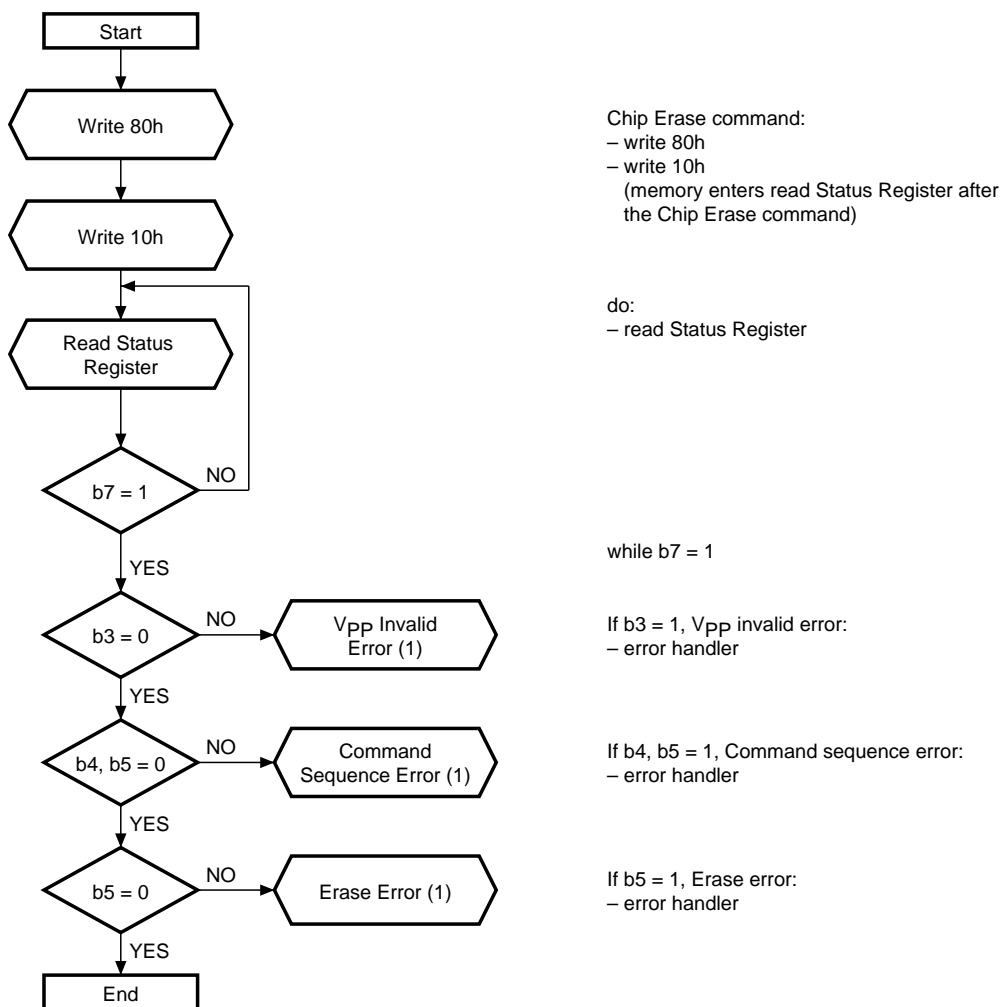 Start
Write 80h
Chip Erase command:
– write 80h
– write 10h
(memory enters read Status Register after
the Chip Erase command)
Write 10h
do:
– read Status Register
Read Status
Register
NO
b7 = 1
while b7 = 1
YES
NO
b3 = 0
VPP Invalid
Error (1)
If b3 = 1, VPP invalid error:
– error handler
YES
NO
b4, b5 = 0
Command
Sequence Error (1)
If b4, b5 = 1, Command sequence error:
– error handler
YES
NO
b5 = 0
Erase Error (1)
If b5 = 1, Erase error:
– error handler
YES
End